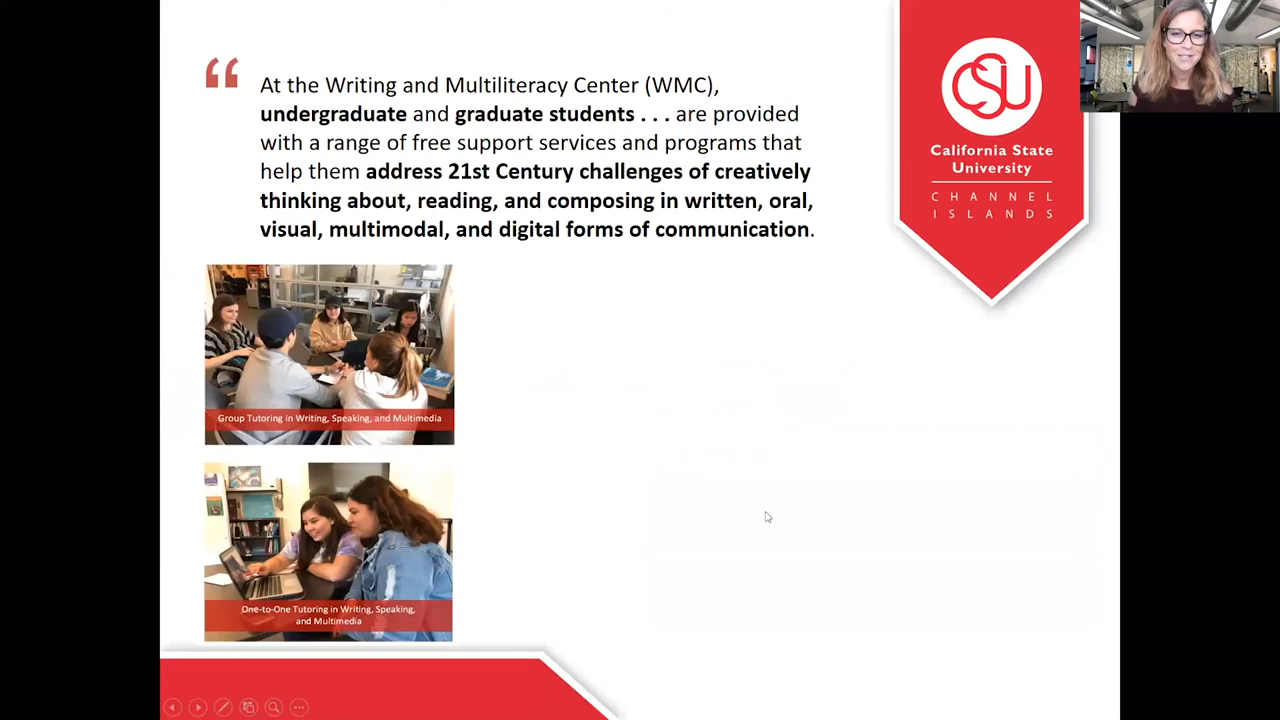 “
At the Writing and Multiliteracy Center (WMC),
undergraduate and graduate students . . . are provided
with a range of free support services and programs that
help them address 21st Century challenges of creatively
thinking about, reading, and composing in written, oral,
visual, multimodal, and digital forms of communication.
CSU
California State
University
CHANNEL
ISLANDS
Group Tutoring in Writing, Speaking, and Multimedia
One-to-One Tutoring in Writing, Speaking,
and Multimedia